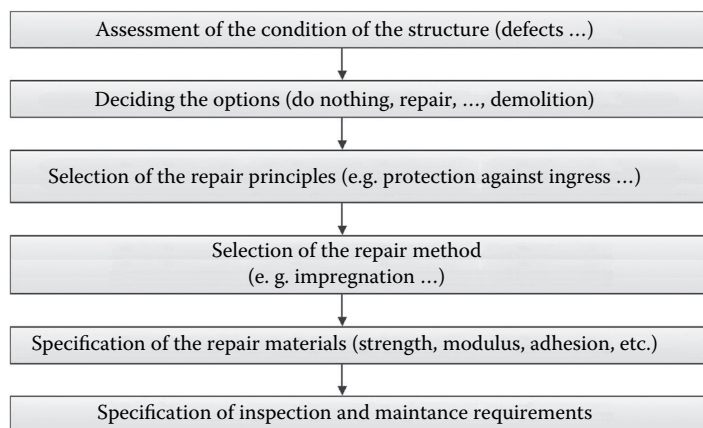 Assessment of the condition of the structure (defects ...)
Deciding the options (do nothing, repair, ..., demolition)
Selection of the repair principles (e.g. protection against ingress ...)
Selection of the repair method
(e. g. impregnation ...)
Specification of the repair materials (strength, modulus, adhesion, etc.)
Specification of inspection and maintance requirements